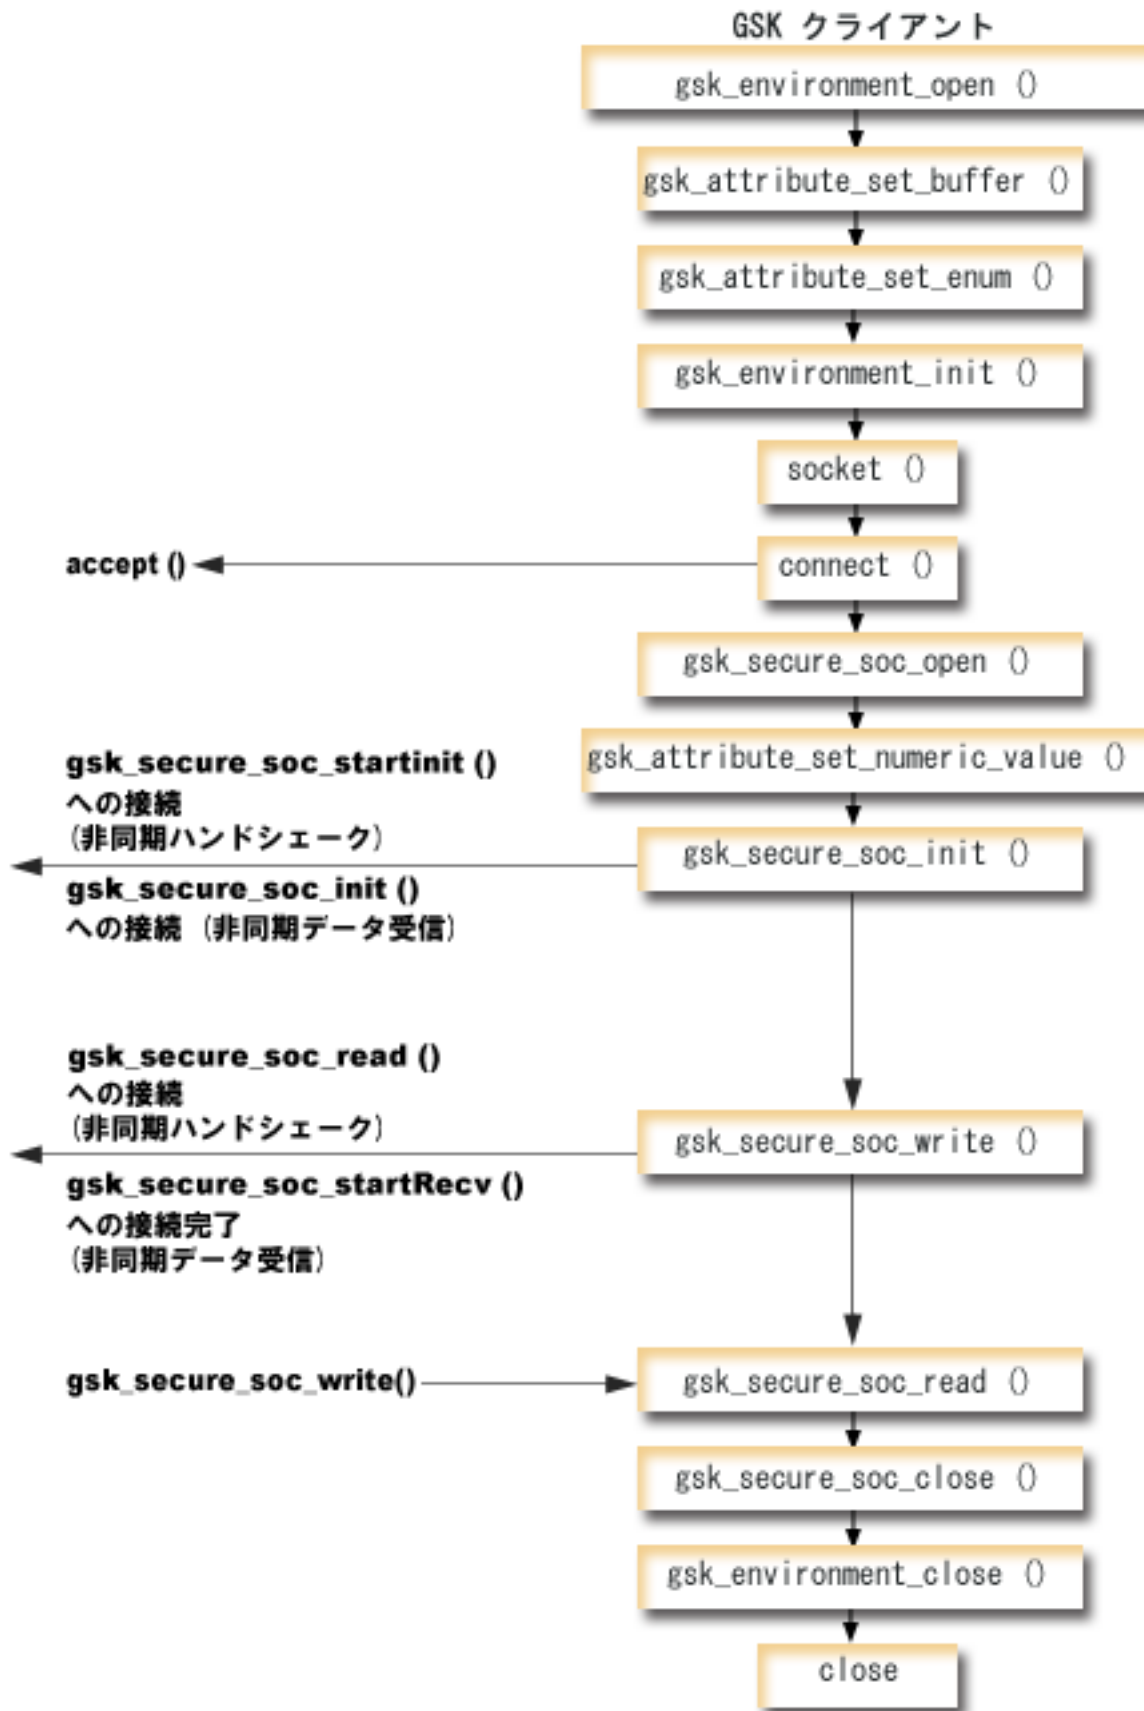 GSK クライアント
gsk_environment_open ()
gsk_attribute_set_buffer ()
gsk_attribute_set_enum ()
gsk_environment_init ()
socket ()
accept ()
connect ()
gsk_secure_soc_open ()
gsk_attribute_set_numeric_value ()
gsk_secure_soc_startinit ()
への接続
(非同期ハンドシェーク)
gsk_secure_soc_init ()
gsk_secure_soc_init ()
への接続 (非同期データ受信)
gsk_secure_soc_read ()
への接続
(非同期ハンドシェーク)
gsk_secure_soc_write ()
gsk_secure_soc_startRecv ()
への接続完了
(非同期データ受信)
gsk_secure_soc_write()
gsk_secure_soc_read ()
gsk_secure_soc_close ()
gsk_environment_close ()
close